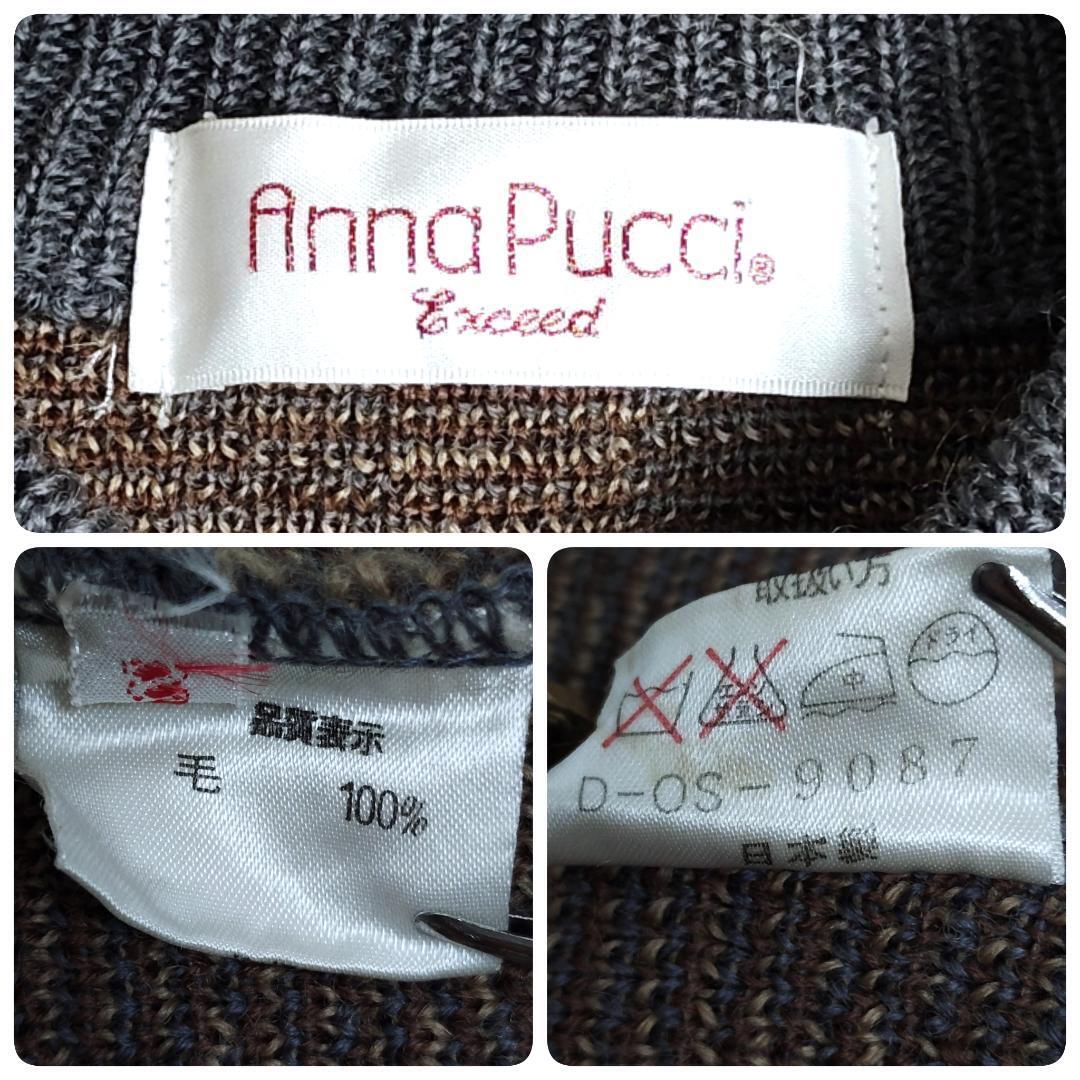 Anna Pucci®
Exceed
品質表示
毛 100%
取扱い方
ドライ
D-OS-9087
日本製